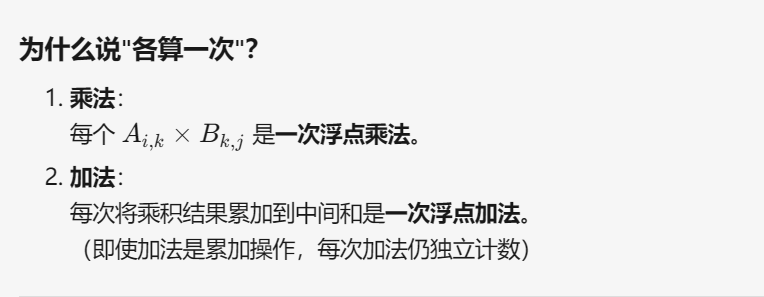 为什么说"各算一次"？
1. 乘法：
每个 A_{i,k} × B_{k,j} 是一次浮点乘法。
2. 加法：
每次将乘积结果累加到中间和是一次浮点加法。
（即使加法是累加操作，每次加法仍独立计数）